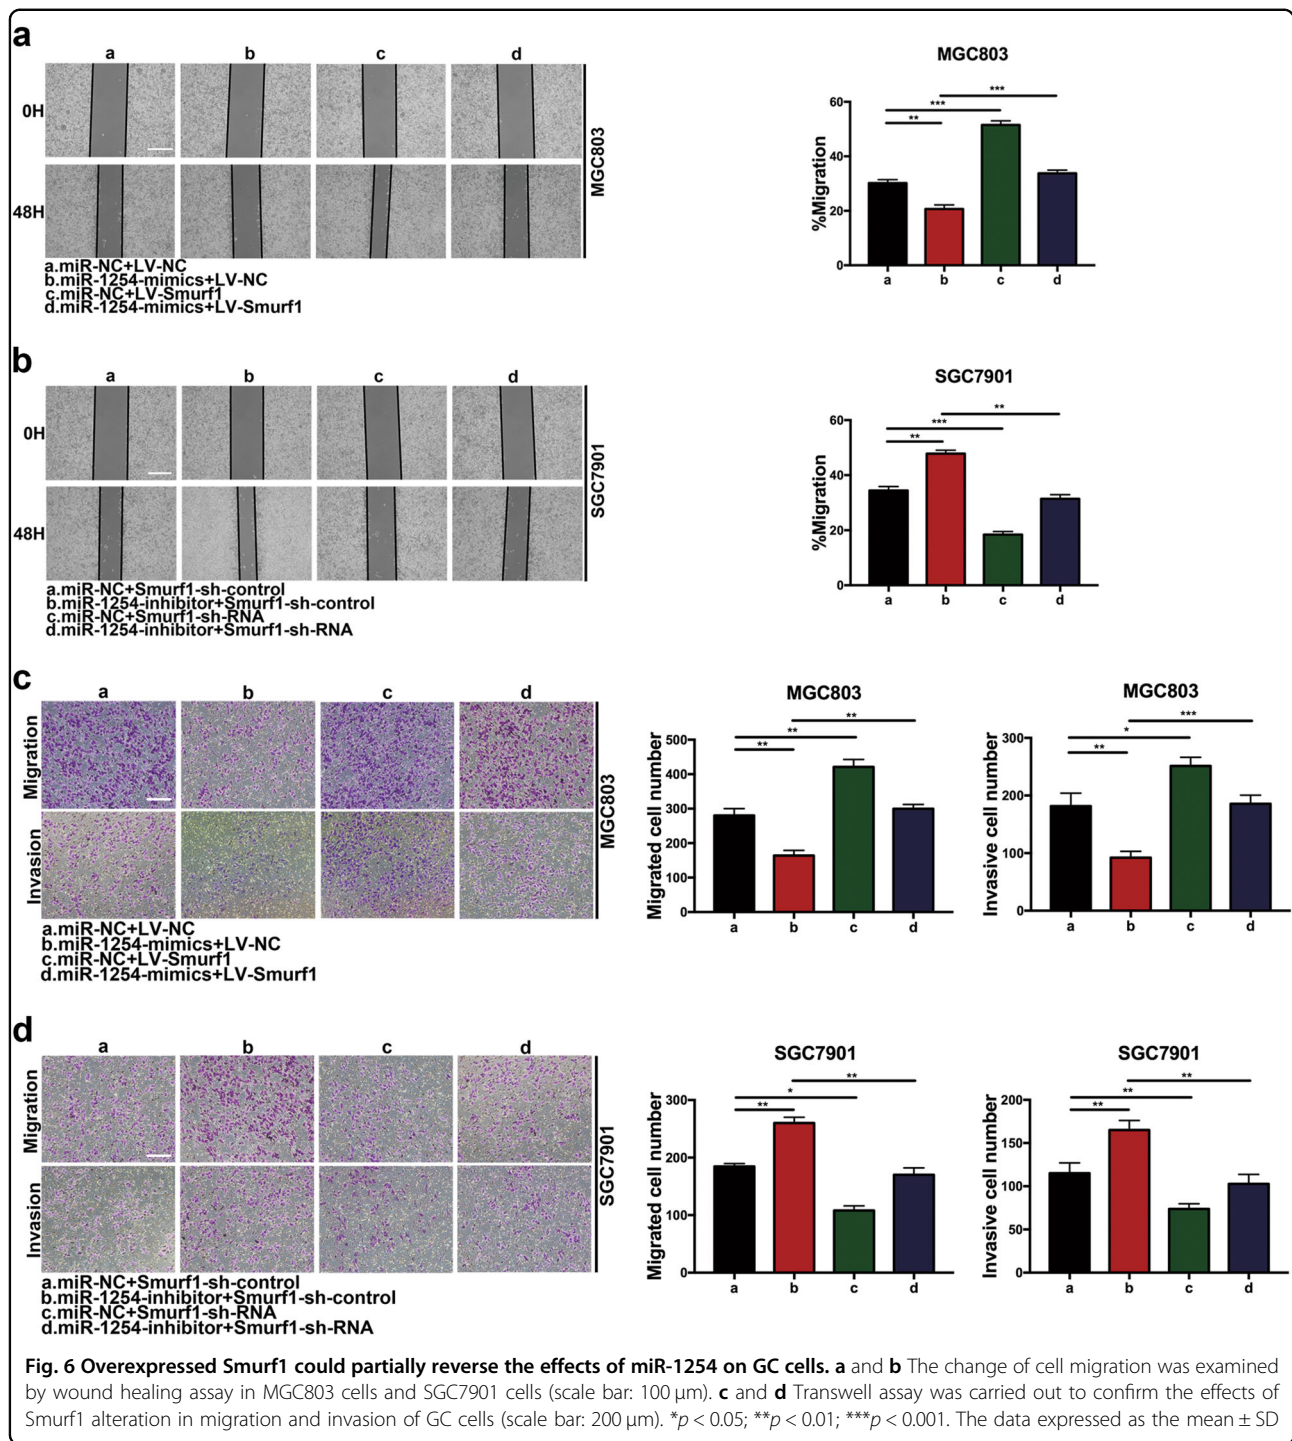 a
a b c d
0H
48H
MGC803
a.miR-NC+LV-NC
b.miR-1254-mimics+LV-NC
c.miR-NC+LV-Smurf1
d.miR-1254-mimics+LV-Smurf1
MGC803
%Migration
60
40
20
0
** *** ***
a b c d
b
a b c d
0H
48H
SGC7901
a.miR-NC+Smurf1-sh-control
b.miR-1254-inhibitor+Smurf1-sh-control
c.miR-NC+Smurf1-sh-RNA
d.miR-1254-inhibitor+Smurf1-sh-RNA
SGC7901
%Migration
60
40
20
0
** *** **
a b c d
c
a b c d
Migration
Invasion
MGC803
a.miR-NC+LV-NC
b.miR-1254-mimics+LV-NC
c.miR-NC+LV-Smurf1
d.miR-1254-mimics+LV-Smurf1
MGC803
Migrated cell number
500
400
300
200
100
0
** ** **
a b c d
MGC803
Invasive cell number
300
200
100
0
** * ***
a b c d
d
a b c d
Migration
Invasion
SGC7901
a.miR-NC+Smurf1-sh-control
b.miR-1254-inhibitor+Smurf1-sh-control
c.miR-NC+Smurf1-sh-RNA
d.miR-1254-inhibitor+Smurf1-sh-RNA
SGC7901
Migrated cell number
300
200
100
0
** * **
a b c d
SGC7901
Invasive cell number
200
150
100
50
0
** ** **
a b c d
Fig. 6 Overexpressed Smurf1 could partially reverse the effects of miR-1254 on GC cells. a and b The change of cell migration was examined
by wound healing assay in MGC803 cells and SGC7901 cells (scale bar: 100 μm). c and d Transwell assay was carried out to confirm the effects of
Smurf1 alteration in migration and invasion of GC cells (scale bar: 200 μm). *p < 0.05; **p < 0.01; ***p < 0.001. The data expressed as the mean ± SD